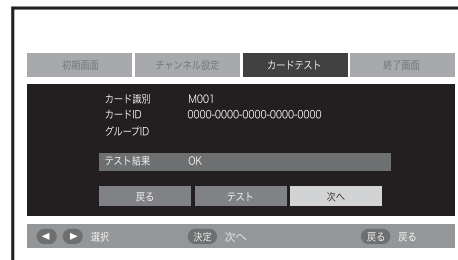 初期画面 チャンネル設定 カードテスト 終了画面
カード識別 M001
カードID 0000-0000-0000-0000-0000
グループID
テスト結果 OK
戻る テスト 次へ
選択 決定 次へ 戻る 戻る